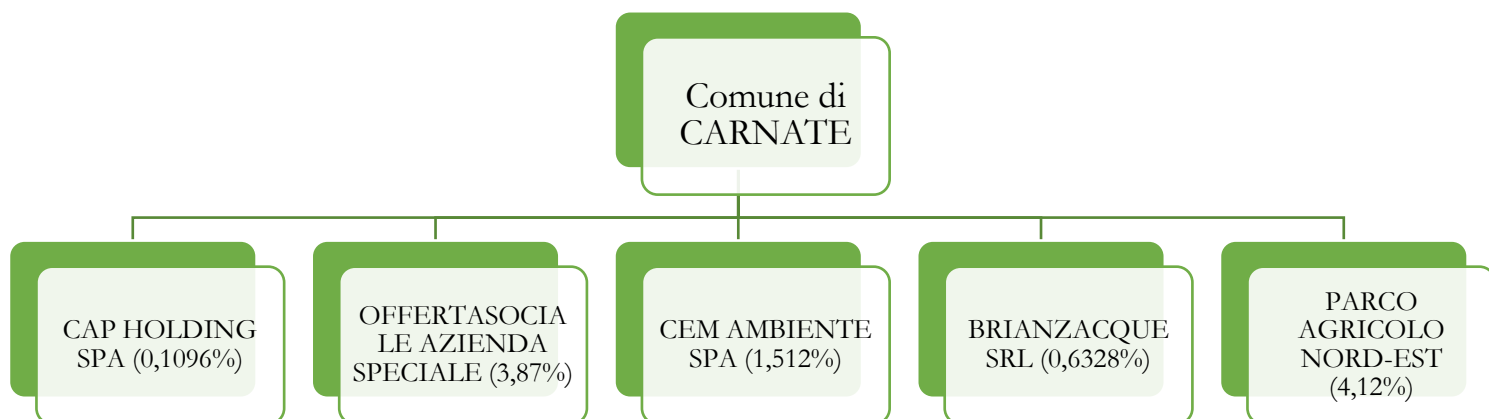 Comune di
CARNATE
CAP HOLDING
SPA (0,1096%)
OFFERTASOCIA
LE AZIENDA
SPECIALE (3,87%)
CEM AMBIENTE
SPA (1,512%)
BRIANZACQUE
SRL (0,6328%)
PARCO
AGRICOLO
NORD-EST
(4,12%)